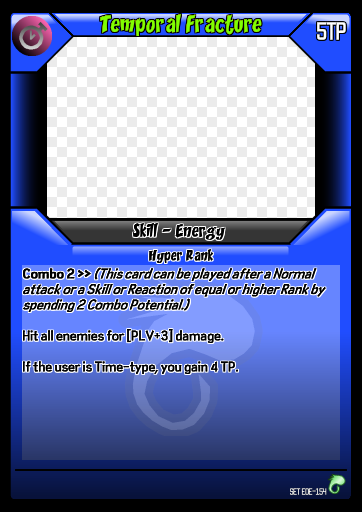 Temporal Fracture
5TP
Skill - Energy
Hyper Rank
Combo 2 >> (This card can be played after a Normal
attack or a Skill or Reaction of equal or higher Rank by
spending 2 Combo Potential.)
Hit all enemies for [PLV+3] damage.
If the user is Time-type, you gain 4 TP.
SET EOE-154